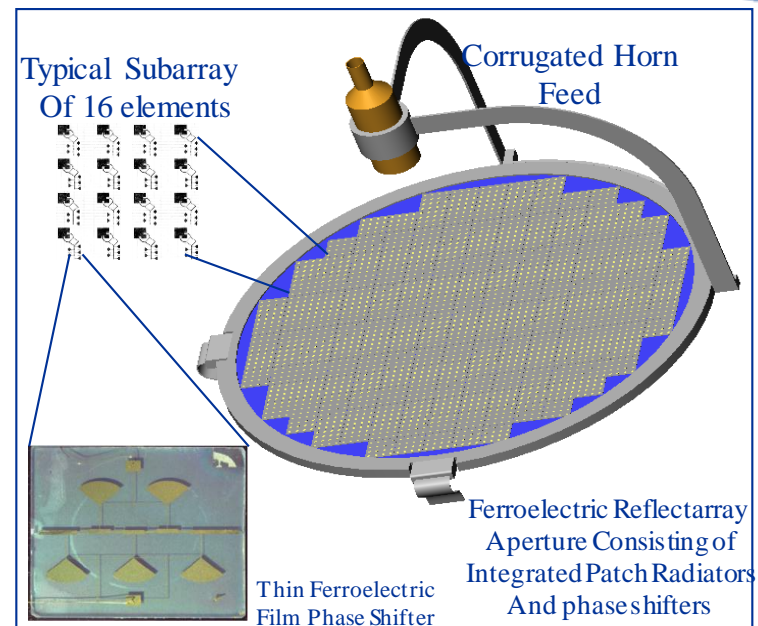 Typical Subarray
Of 16 elements
Corrugated Horn
Feed
Ferroelectric Reflectarray
Aperture Consisting of
Integrated Patch Radiators
And phase shifters
Thin Ferroelectric
Film Phase Shifter